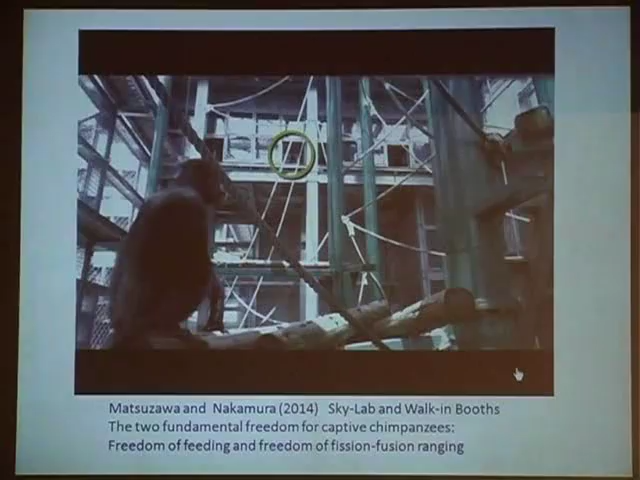 Matsuzawa and Nakamura (2014) Sky-Lab and Walk-in Booths
The two fundamental freedom for captive chimpanzees:
Freedom of feeding and freedom of fission-fusion ranging